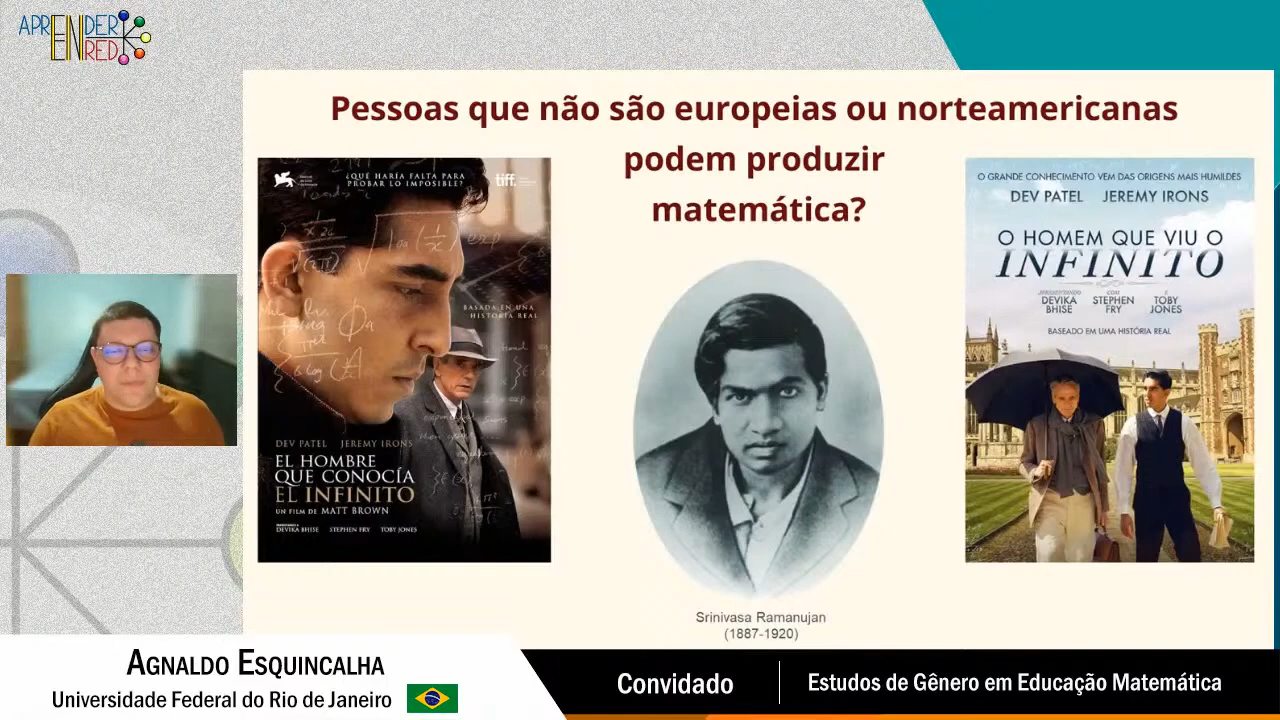 APRENDER
EN RED
Pessoas que não são europeias ou norteamericanas
podem produzir
matemática?
¿QUÉ HARÍA FALTA PARA
PROBAR LO IMPOSIBLE?
tiff.
BASADA EN UNA
HISTORIA REAL
DEV PATEL JEREMY IRONS
EL HOMBRE
QUE CONOCÍA
EL INFINITO
UN FILM DE MATT BROWN
DEVIKA BHISE STEPHEN FRY TOBY JONES
Srinivasa Ramanujan
(1887-1920)
O GRANDE CONHECIMENTO VEM DAS ORIGENS MAIS HUMILDES
DEV PATEL JEREMY IRONS
O HOMEM QUE VIU O
INFINITO
APRESENTANDO COM E
DEVIKA STEPHEN TOBY
BHISE FRY JONES
BASEADO EM UMA HISTÓRIA REAL
AGNALDO ESQUINCALHA
Universidade Federal do Rio de Janeiro
Convidado
Estudos de Gênero em Educação Matemática